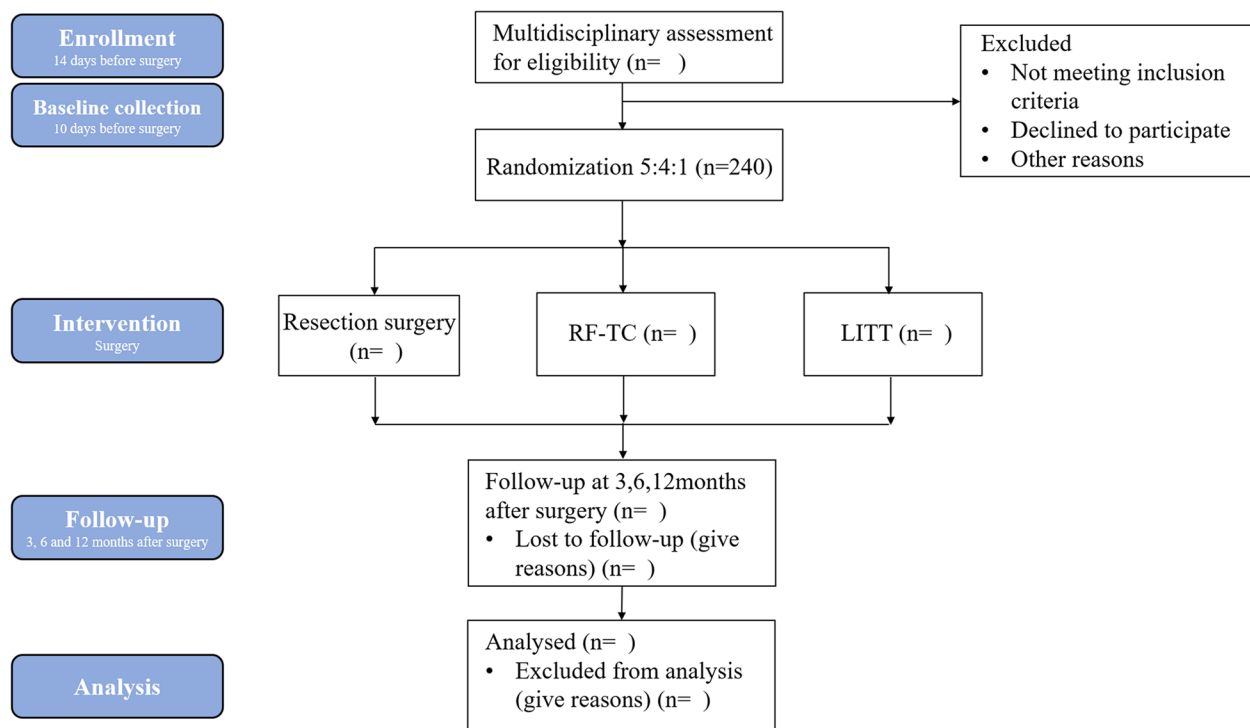 Enrollment
14 days before surgery
Multidisciplinary assessment
for eligibility (n=  )
Excluded
• Not meeting inclusion
criteria
• Declined to participate
• Other reasons
Baseline collection
10 days before surgery
Randomization 5:4:1 (n=240)
Intervention
Surgery
Resection surgery
(n=  )
RF-TC (n=  )
LITT (n=  )
Follow-up
3, 6 and 12 months after surgery
Follow-up at 3,6,12months
after surgery (n=  )
• Lost to follow-up (give
reasons) (n=  )
Analysis
Analysed (n=  )
• Excluded from analysis
(give reasons) (n=  )